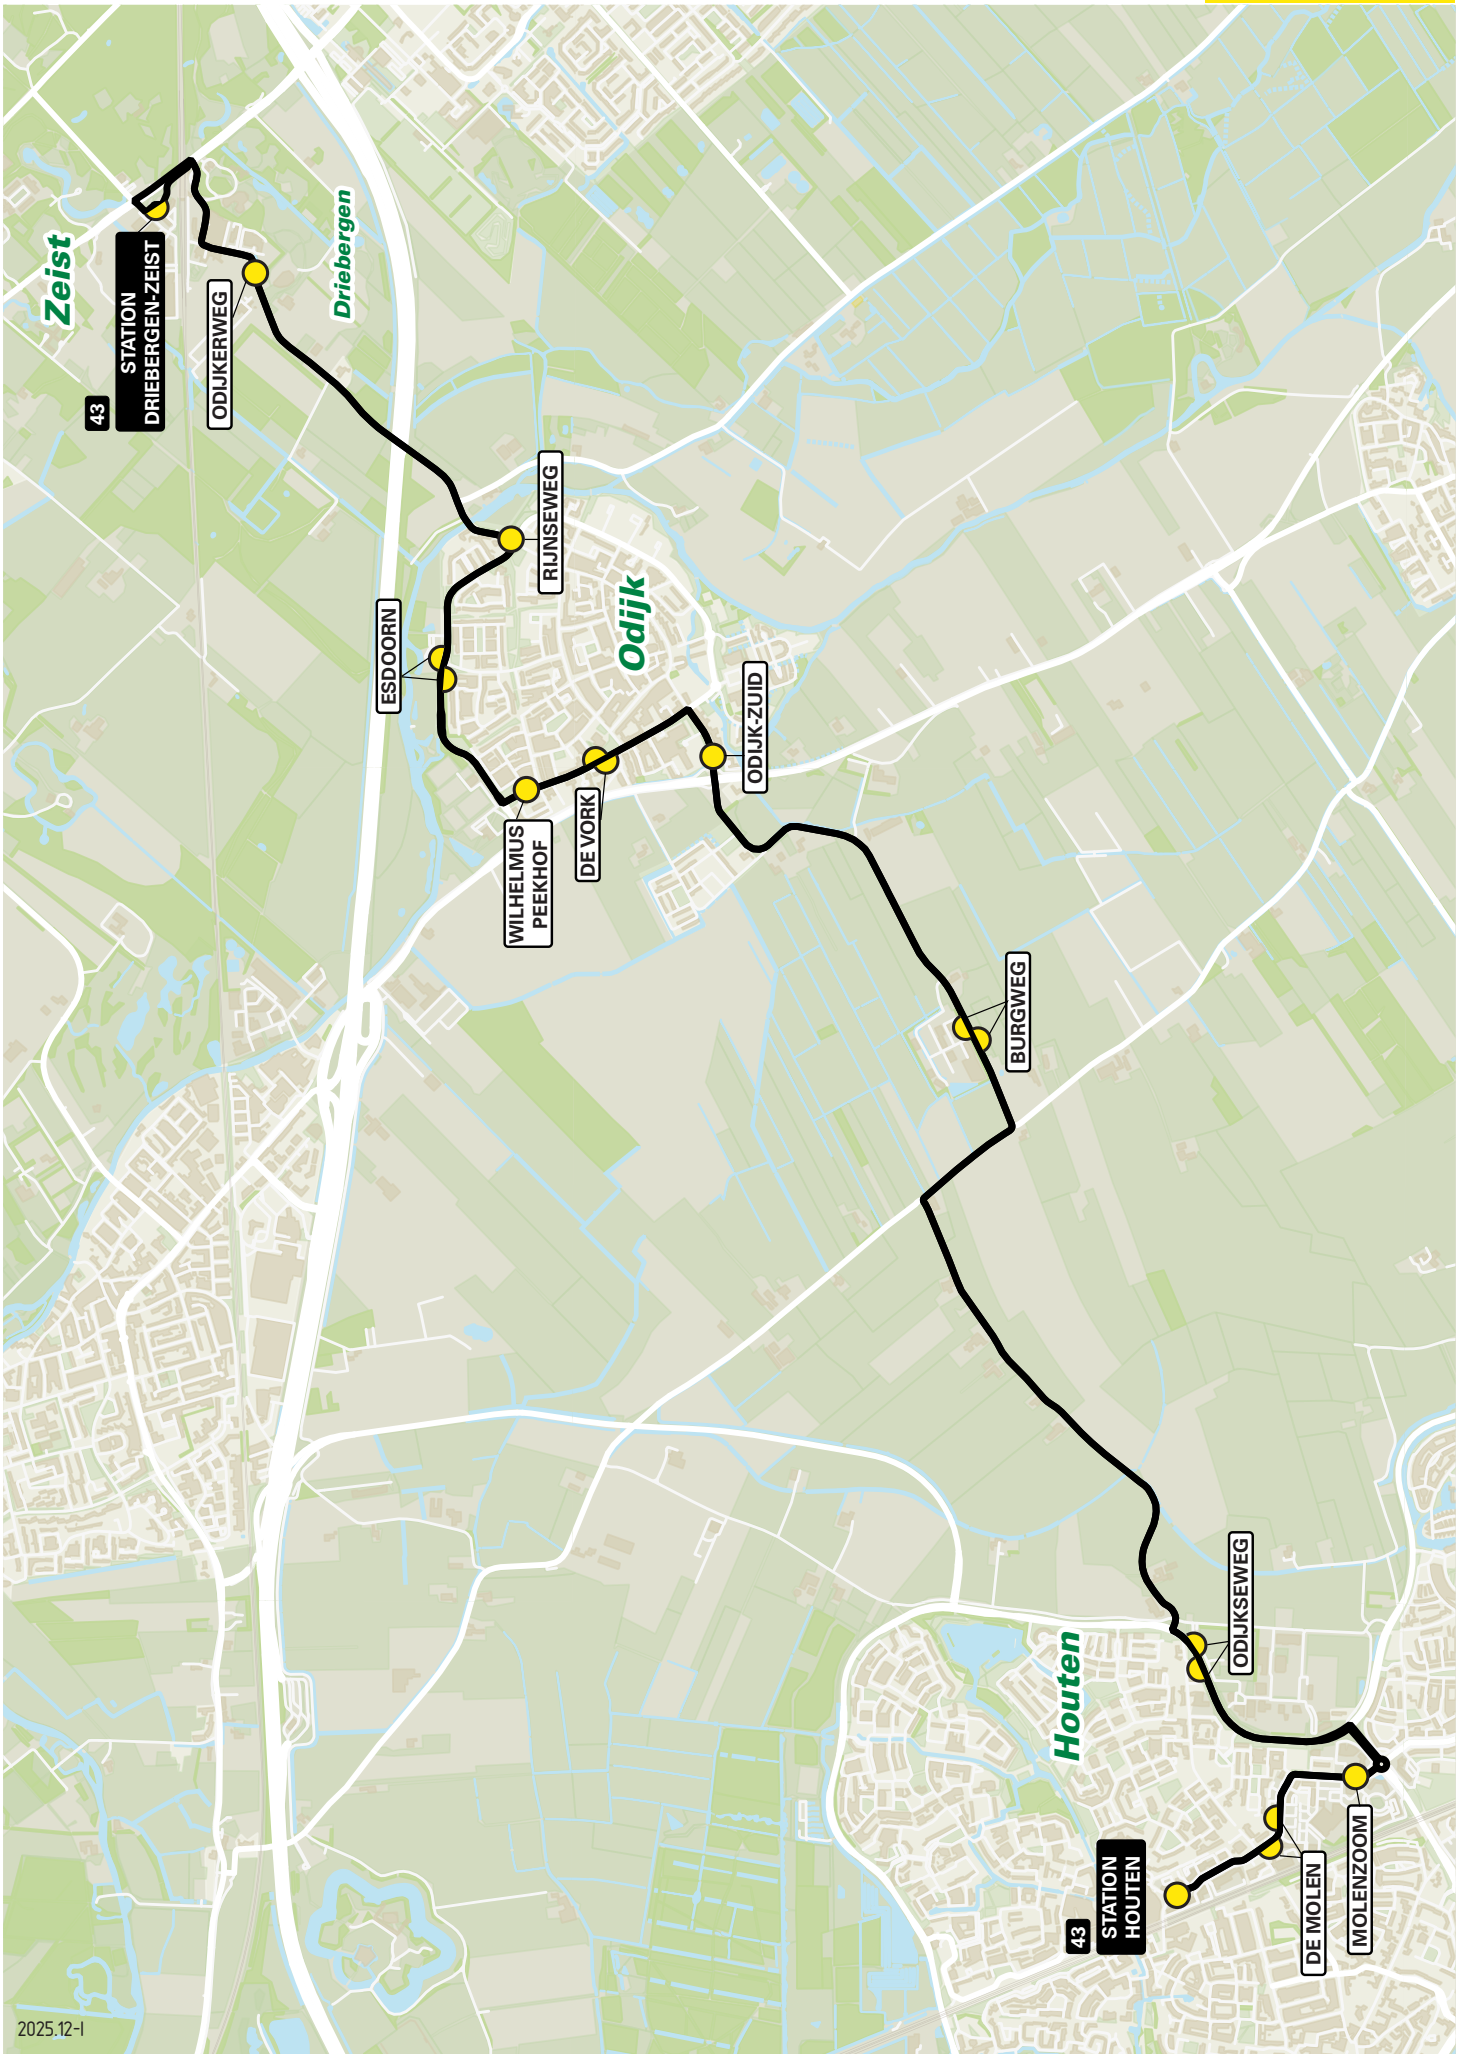 Zeist
43
STATION
DRIEBERGEN-ZEIST
ODIJKERWEG
Driebergen
RIJNSEWEG
ESDOORN
Odijk
ODIJK-ZUID
WILHELMUS
PEEKHOF
DE VORK
BURGWEG
ODIJKSEWEG
Houten
43
STATION
HOUTEN
DE MOLEN
MOLENZOOM
2025.12-I